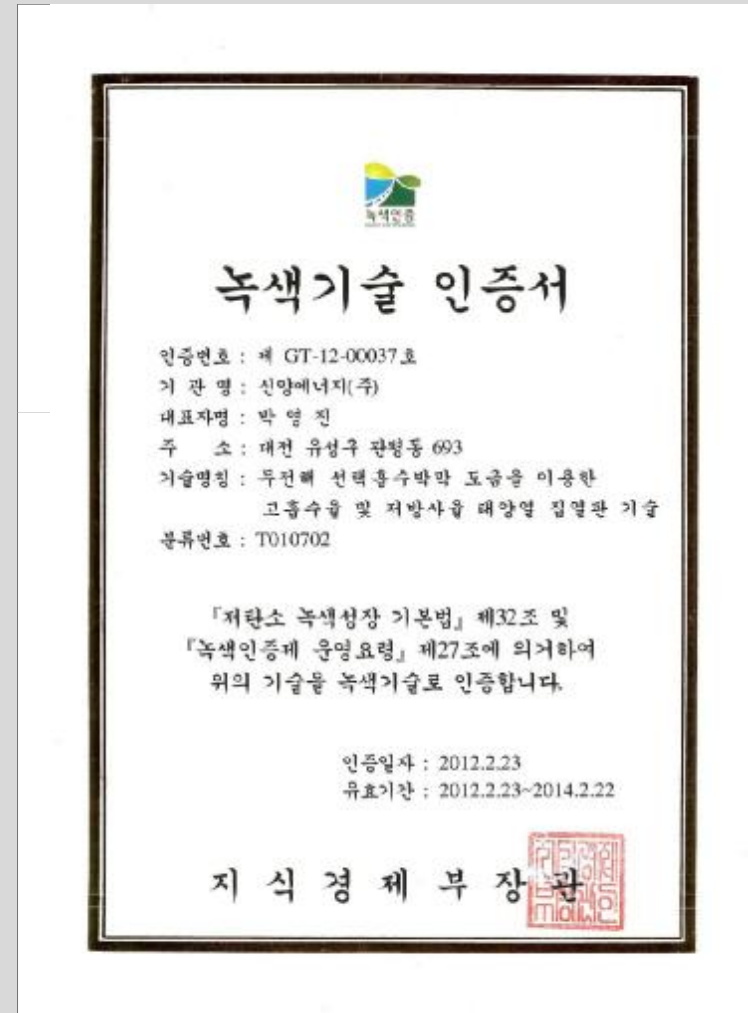 녹색인증
녹색기술 인증서
인증번호 : 제 GT-12-00037호
기 관 명 : 신양에너지(주)
대표자명 : 박 영 진
주 소 : 대전 유성구 관평동 693
기술명칭 : 무전해 선택흡수박막 도금을 이용한
고흡수율 및 저방사율 태양열 집열판 기술
분류번호 : T010702
『저탄소 녹색성장 기본법』 제32조 및
『녹색인증제 운영요령』 제27조에 의거하여
위의 기술을 녹색기술로 인증합니다.
인증일자 : 2012.2.23
유효기간 : 2012.2.23~2014.2.22
지 식 경 제 부 장 관